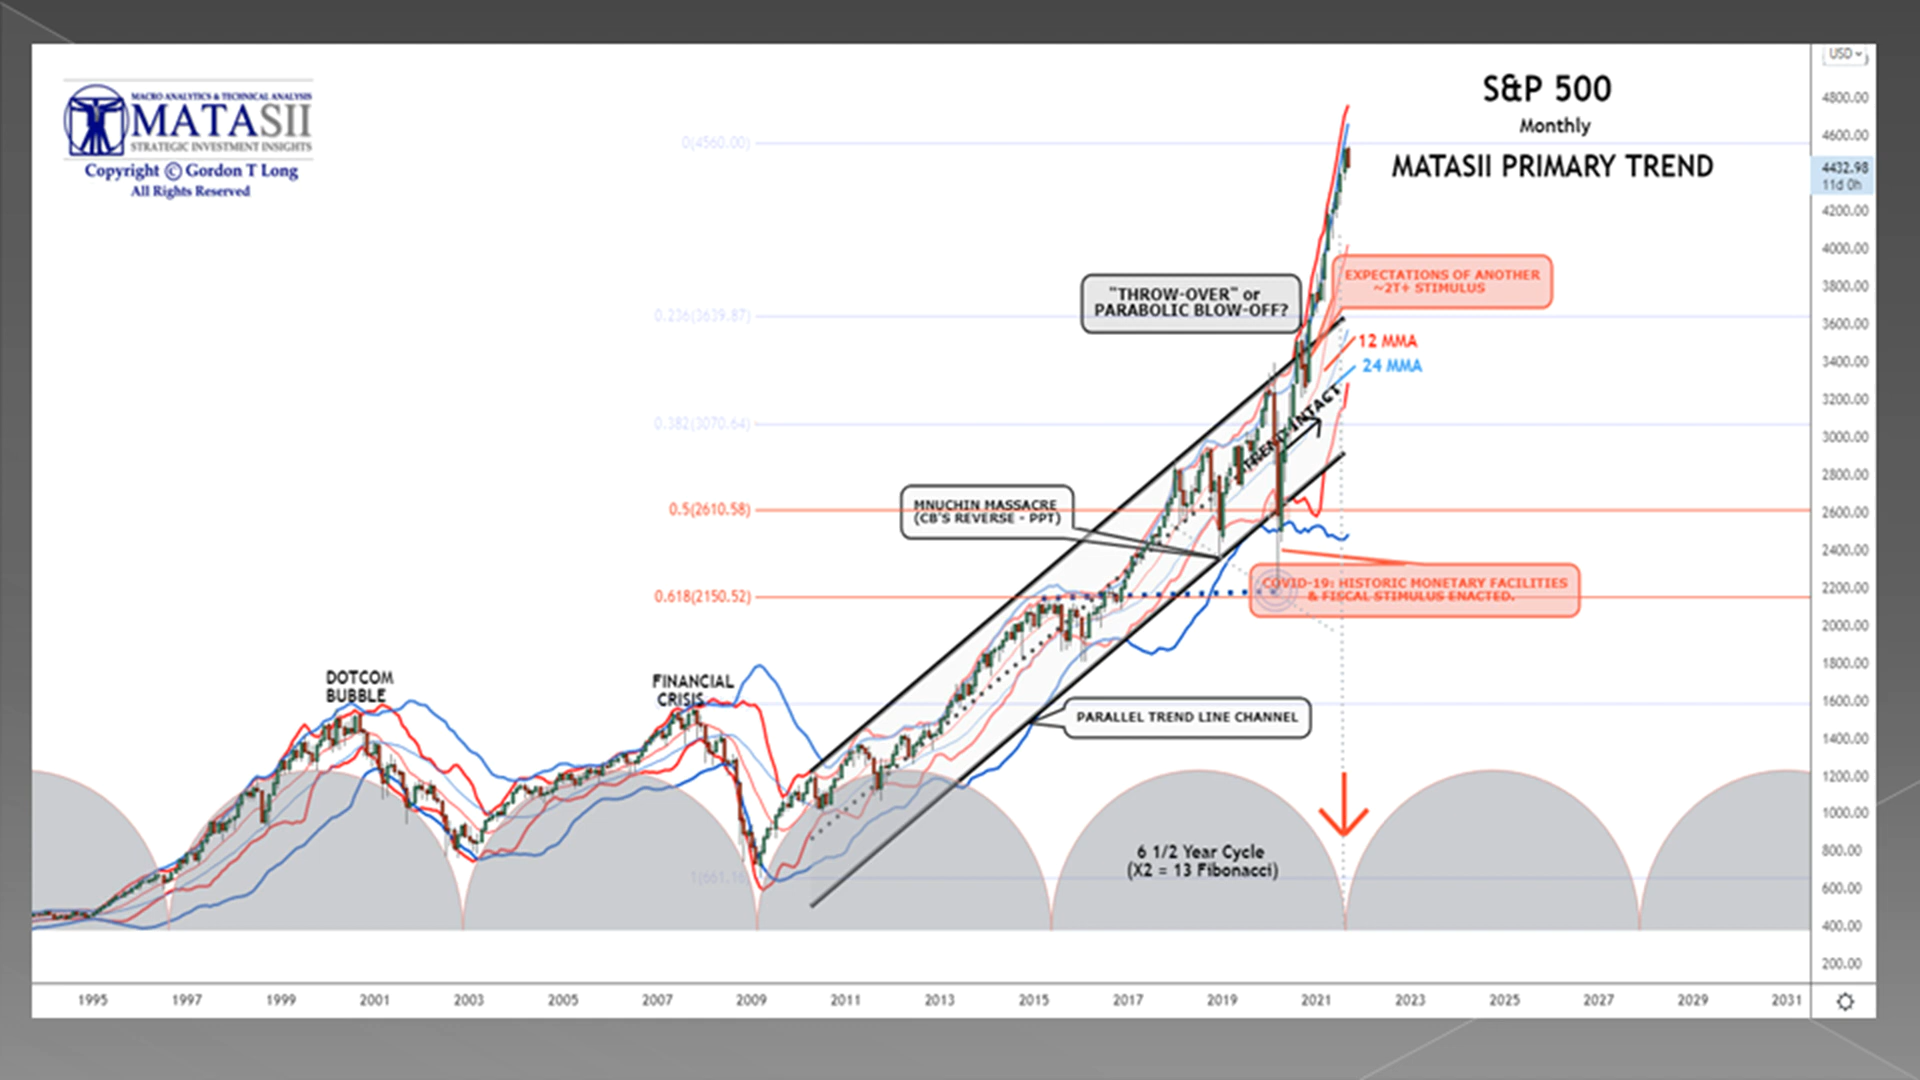 MACRO ANALYTICS & TECHNICAL ANALYSIS
MATASII
STRATEGIC INVESTMENT INSIGHTS
Copyright © Gordon T Long
All Rights Reserved
S&P 500
Monthly
MATASII PRIMARY TREND
USD
4800.00
4600.00
4432.98
11d 0h
4200.00
4000.00
3800.00
3600.00
3400.00
3200.00
3000.00
2800.00
2600.00
2400.00
2200.00
2000.00
1800.00
1600.00
1400.00
1200.00
1000.00
800.00
600.00
400.00
200.00
0(4560.00)
0.236(3639.87)
0.382(3070.64)
0.5(2610.58)
0.618(2150.52)
1(661.16)
"THROW-OVER" or
PARABOLIC BLOW-OFF?
EXPECTATIONS OF ANOTHER
~2T+ STIMULUS
12 MMA
24 MMA
TREND INTACT
MNUCHIN MASSACRE
(CB'S REVERSE - PPT)
COVID-19: HISTORIC MONETARY FACILITIES
& FISCAL STIMULUS ENACTED.
DOTCOM
BUBBLE
FINANCIAL
CRISIS
PARALLEL TREND LINE CHANNEL
6 1/2 Year Cycle
(X2 = 13 Fibonacci)
1995 1997 1999 2001 2003 2005 2007 2009 2011 2013 2015 2017 2019 2021 2023 2025 2027 2029 2031